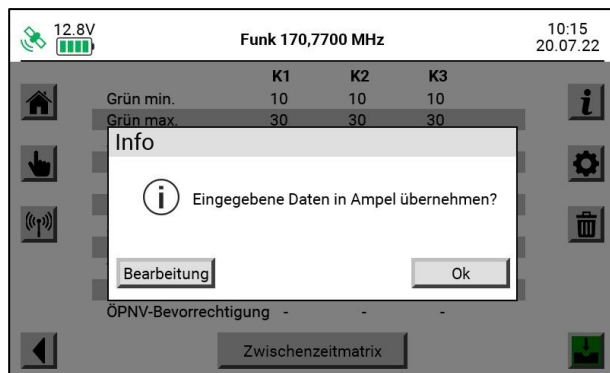 12.8V
Funk 170,7700 MHz
10:15
20.07.22
K1 K2 K3
Grün min. 10 10 10
Grün max. 30 30 30
Info
Eingegebene Daten in Ampel übernehmen?
Bearbeitung Ok
ÖPNV-Bevorrechtigung - - -
Zwischenzeitmatrix